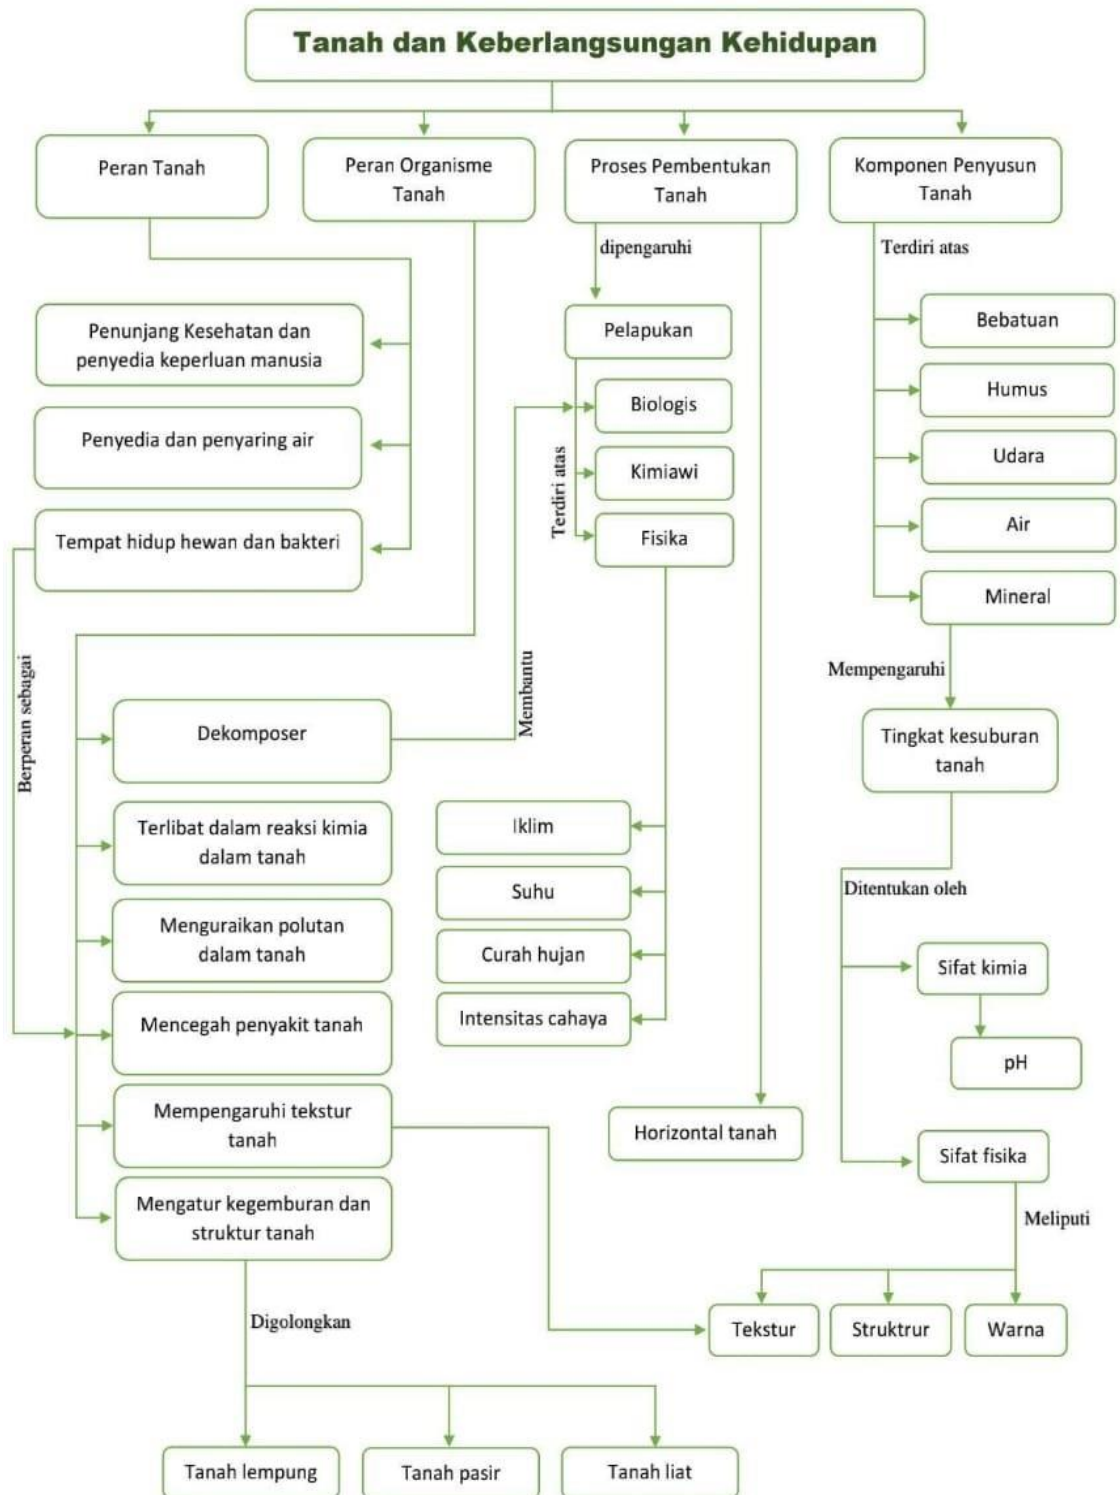 Tanah dan Keberlangsungan Kehidupan
Peran Tanah
Peran Organisme
Tanah
Proses Pembentukan
Tanah
Komponen Penyusun
Tanah
dipengaruhi
Terdiri atas
Penunjang Kesehatan dan
penyedia keperluan manusia
Penyedia dan penyaring air
Tempat hidup hewan dan bakteri
Pelapukan
Terdiri atas
Biologis
Kimiawi
Fisika
Bebatuan
Humus
Udara
Air
Mineral
Mempengaruhi
Tingkat kesuburan
tanah
Berperan sebagai
Dekomposer
Membantu
Terlibat dalam reaksi kimia
dalam tanah
Menguraikan polutan
dalam tanah
Mencegah penyakit tanah
Mempengaruhi tekstur
tanah
Mengatur kegemburan dan
struktur tanah
Iklim
Suhu
Curah hujan
Intensitas cahaya
Horizontal tanah
Ditentukan oleh
Sifat kimia
pH
Sifat fisika
Meliputi
Tekstur
Struktrur
Warna
Digolongkan
Tanah lempung
Tanah pasir
Tanah liat